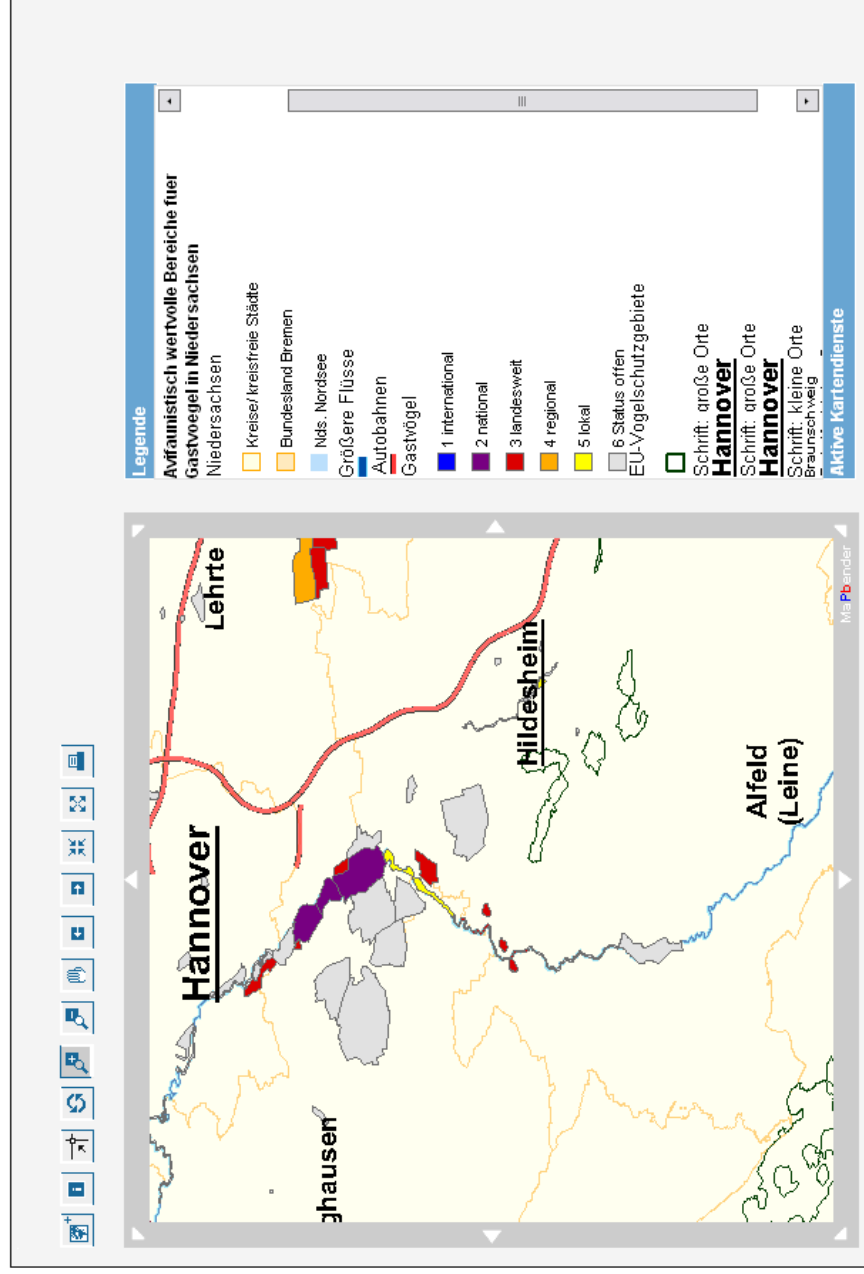 Hannover
Lehrte
ghausen
Hildesheim
Alfeld
(Leine)
MaPbender
Legende
Avifaunistisch wertvolle Bereiche fuer
Gastvoegel in Niedersachsen
Niedersachsen
Kreise/ kreisfreie Städte
Bundesland Bremen
Nds. Nordsee
Größere Flüsse
Autobahnen
Gastvögel
1 international
2 national
3 landesweit
4 regional
5 lokal
6 Status offen
EU-Vogelschutzgebiete
Schrift: große Orte
Hannover
Schrift: große Orte
Hannover
Schrift: kleine Orte
Braunschweig
Aktive Kartendienste